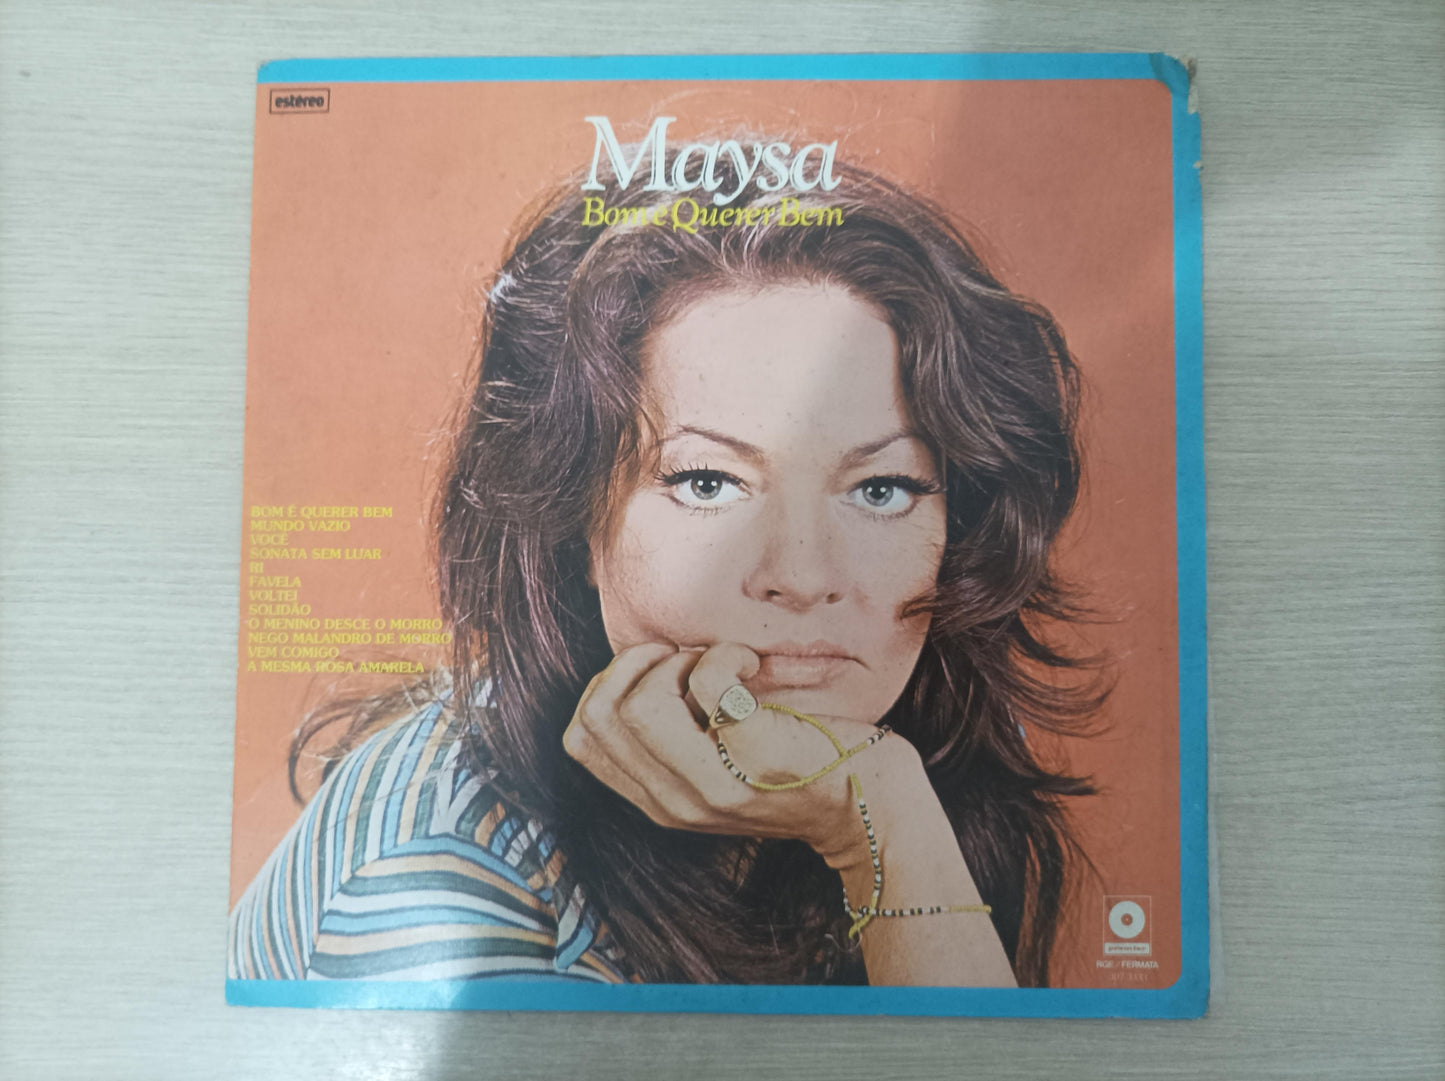 estéreo
Maysa
Bom e Querer Bem
BOM É QUERER BEM
MUNDO VAZIO
VOCÊ
SONATA SEM LUAR
RI
FAVELA
VOLTEI
SOLIDÃO
O MENINO DESCE O MORRO
NEGO MALANDRO DE MORRO
VEM COMIGO
A MESMA ROSA AMARELA
RGE / FERMATA